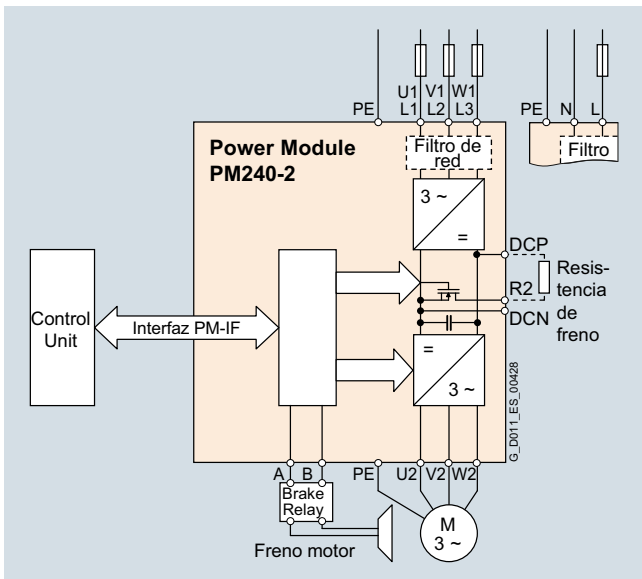 U1 V1 W1
PE L1 L2 L3
PE N L
Power Module
PM240-2
Filtro de
red
Filtro
3 ~
=
DCP
R2
DCN
Resis-
tencia
de
freno
Control
Unit
Interfaz PM-IF
=
3 ~
G_D011_ES_00428
A B PE U2 V2 W2
Brake
Relay
M
3 ~
Freno motor